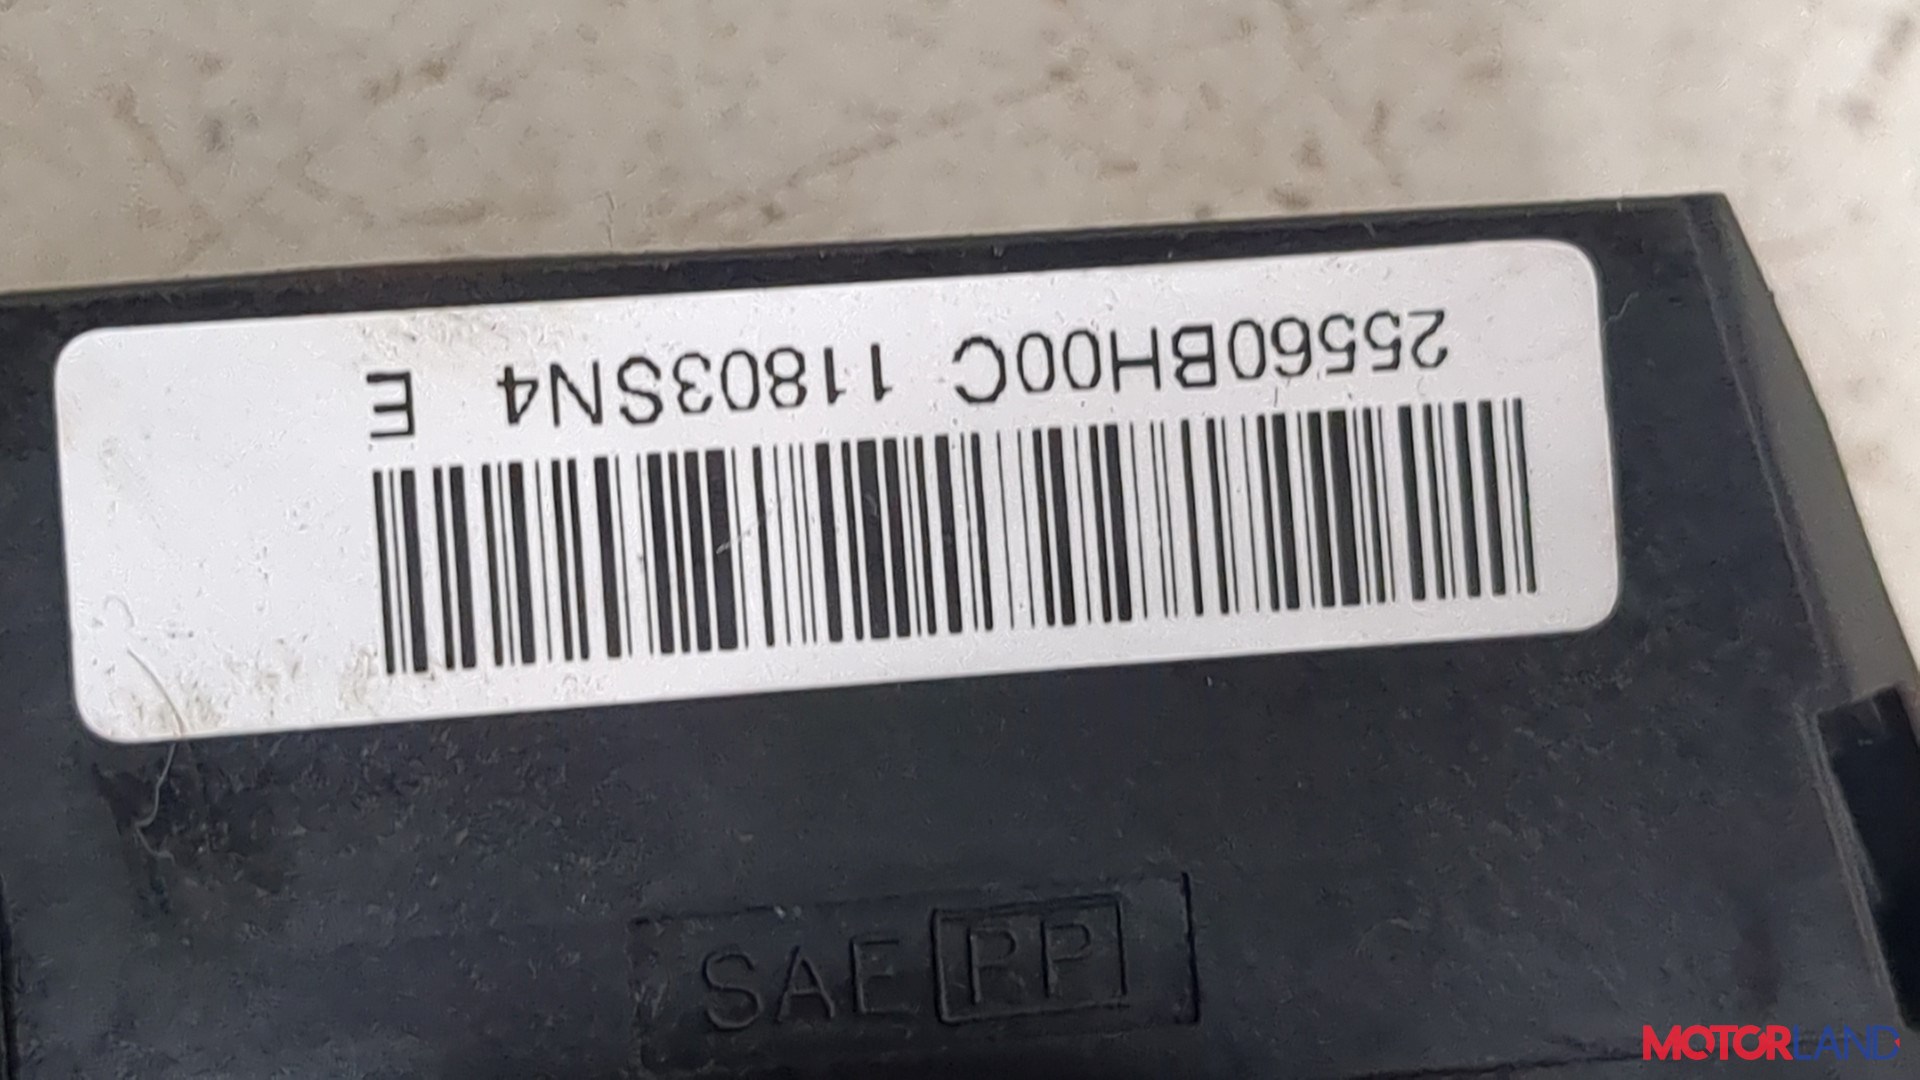 25560BH00C 11803SN4 E
SAE PP
MOTORLAND